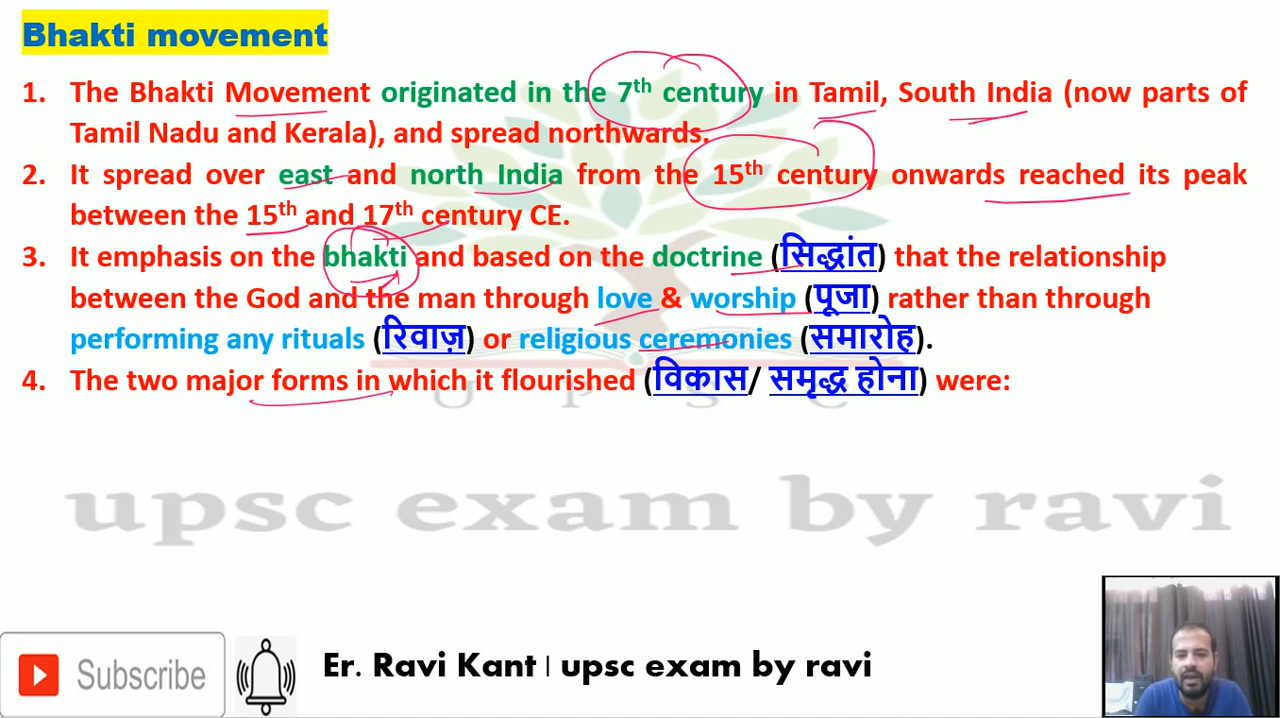 Bhakti movement
1. The Bhakti Movement originated in the 7th century in Tamil, South India (now parts of
Tamil Nadu and Kerala), and spread northwards.
2. It spread over east and north India from the 15th century onwards reached its peak
between the 15th and 17th century CE.
3. It emphasis on the bhakti and based on the doctrine (सिद्धांत) that the relationship
between the God and the man through love & worship (पूजा) rather than through
performing any rituals (रिवाज़) or religious ceremonies (समारोह).
4. The two major forms in which it flourished (विकास/ समृद्ध होना) were:
UPSC
upsc exam by ravi
Subscribe
Er. Ravi Kant | upsc exam by ravi